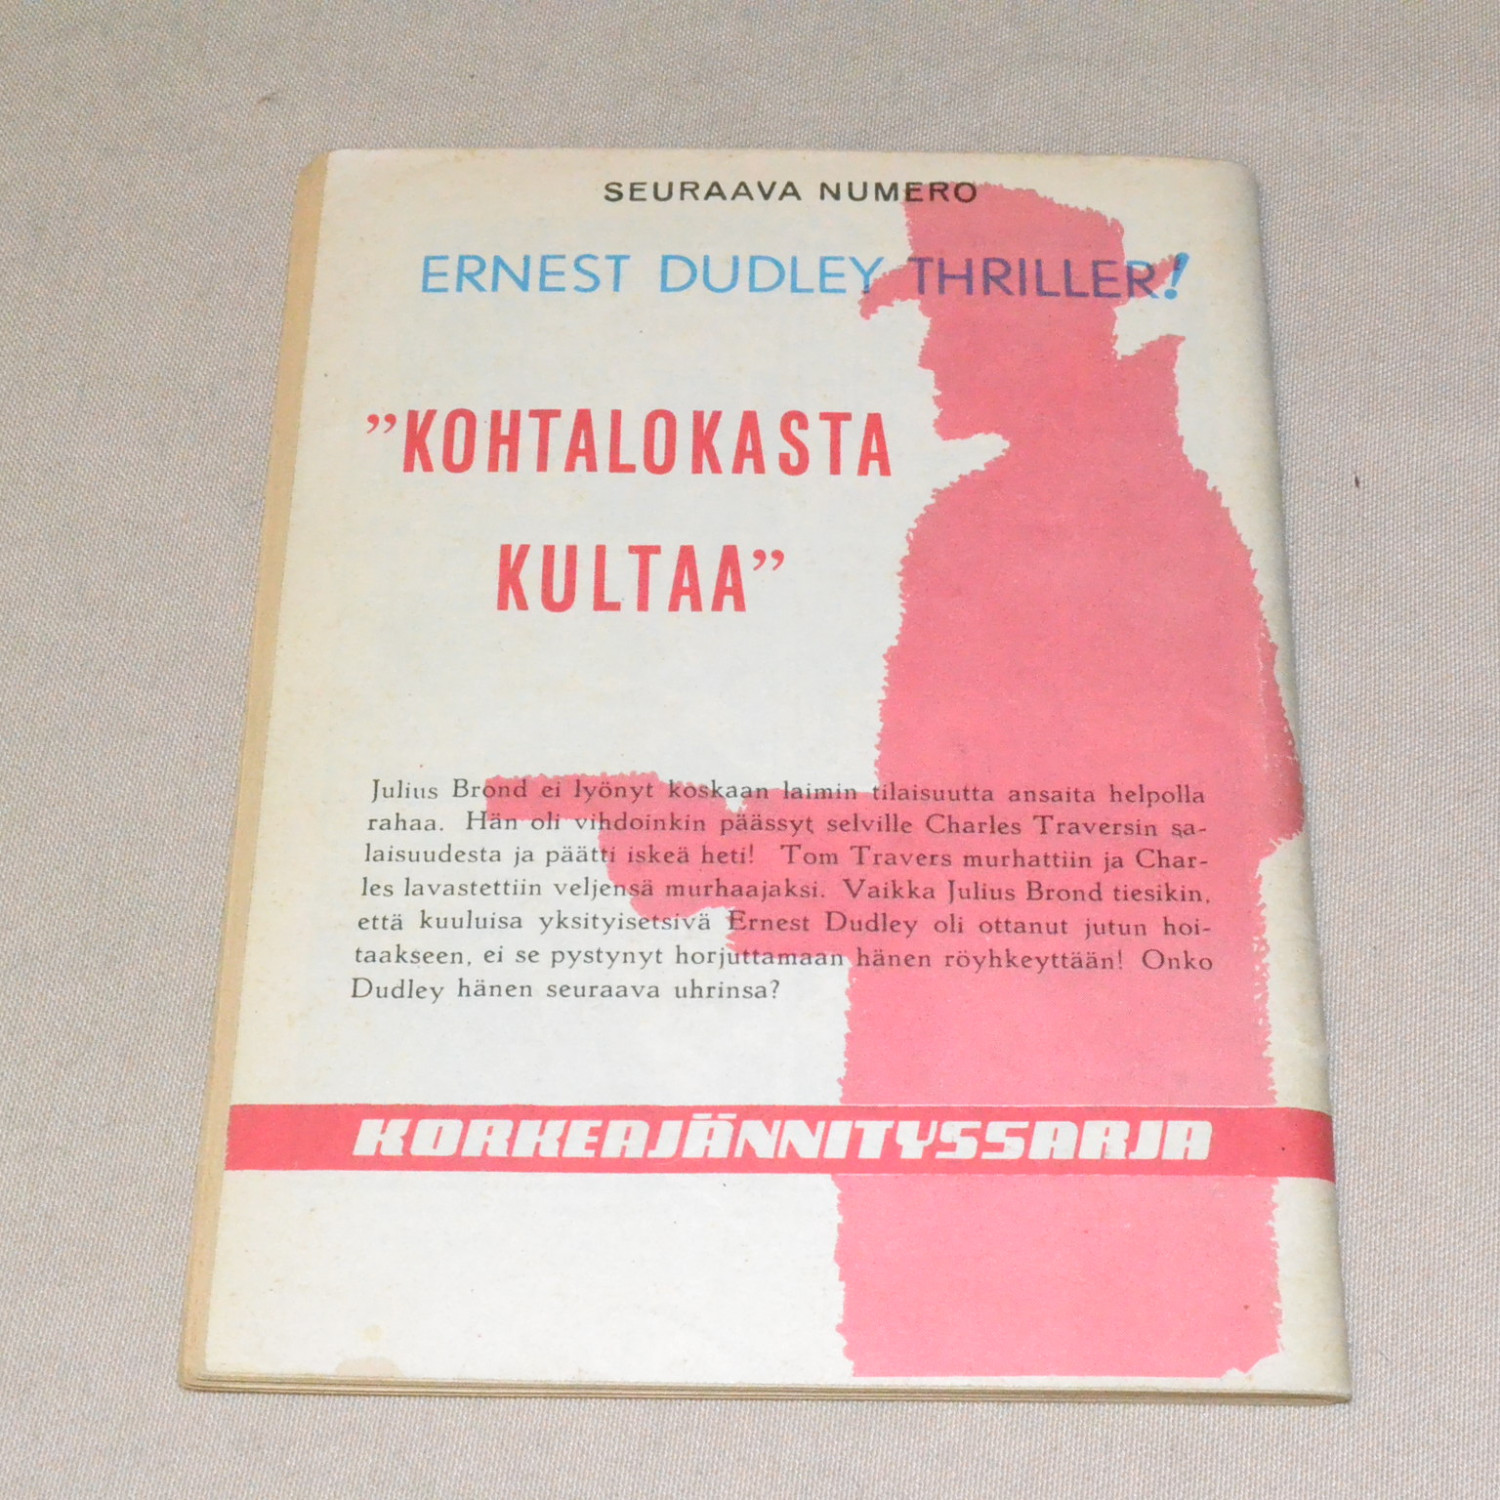 SEURAAVA NUMERO
ERNEST DUDLEY THRILLER!
”KOHTALOKASTA
KULTAA”
Julius Brond ei lyönyt koskaan laimin tilaisuutta ansaita helpolla
rahaa. Hän oli vihdoinkin päässyt selville Charles Traversin sa-
laisuudesta ja päätti iskeä heti! Tom Travers murhattiin ja Char-
les lavastettiin veljensä murhaajaksi. Vaikka Julius Brond tiesikin,
että kuuluisa yksityisetsivä Ernest Dudley oli ottanut jutun hoi-
taakseen, ei se pystynyt horjuttamaan hänen röyhkeyttään! Onko
Dudley hänen seuraava uhrinsa?
KORKEAJÄNNITYSSARJA